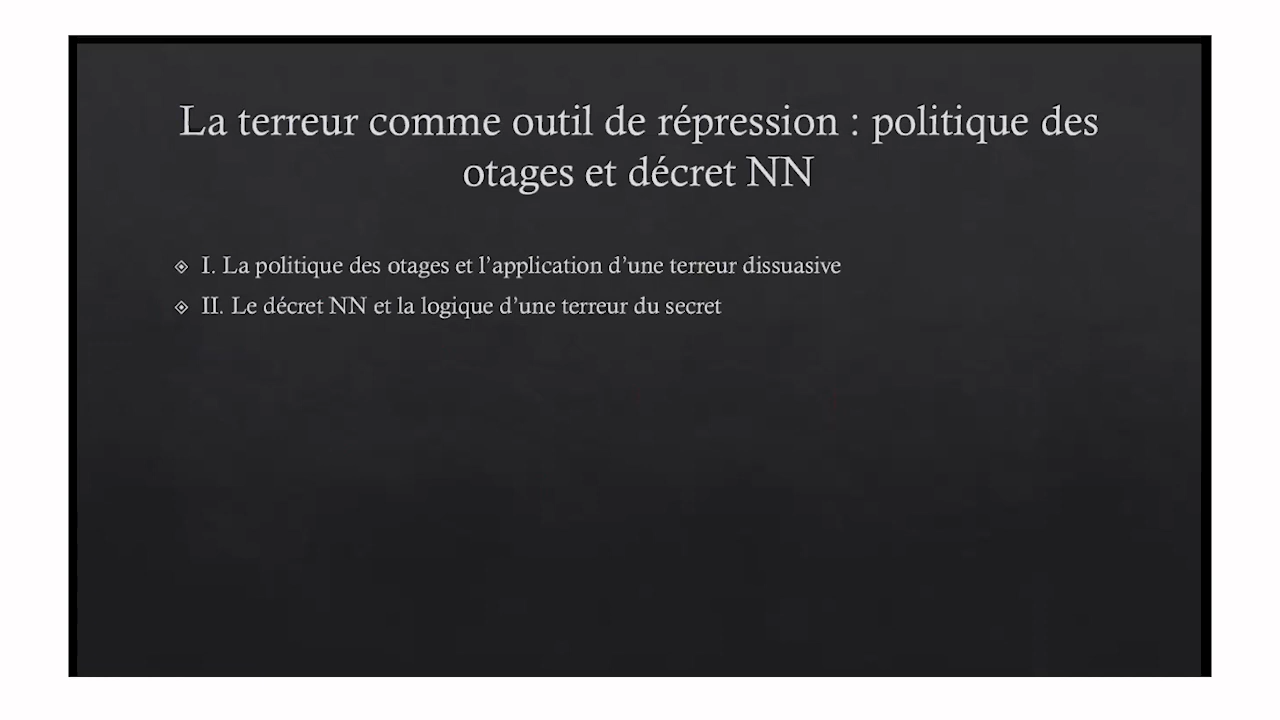 La terreur comme outil de répression : politique des
otages et décret NN
I. La politique des otages et l’application d’une terreur dissuasive
II. Le décret NN et la logique d’une terreur du secret